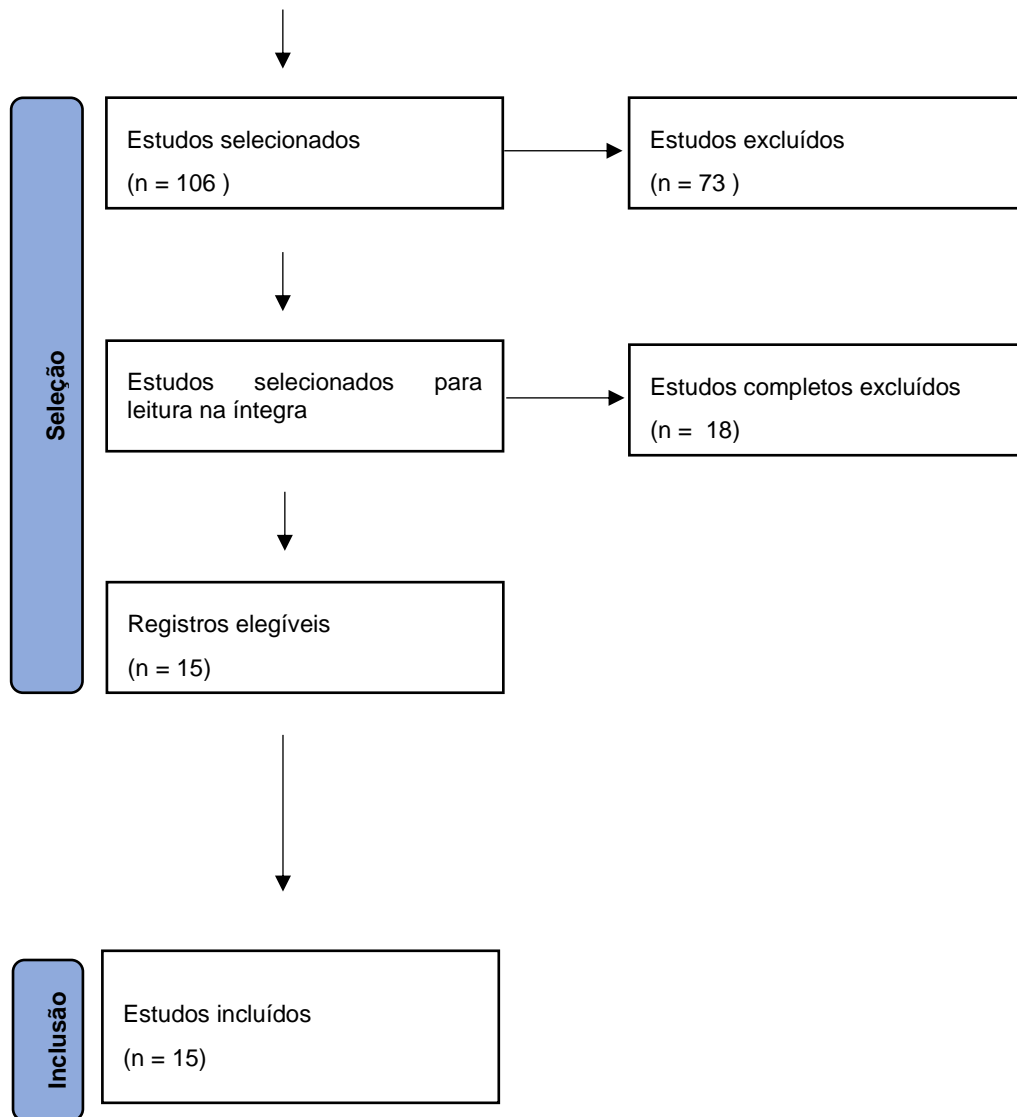 Seleção
Estudos selecionados
(n = 106 )
Estudos excluídos
(n = 73 )
Estudos selecionados para
leitura na íntegra
Estudos completos excluídos
(n =  18)
Registros elegíveis
(n = 15)
Inclusão
Estudos incluídos
(n = 15)